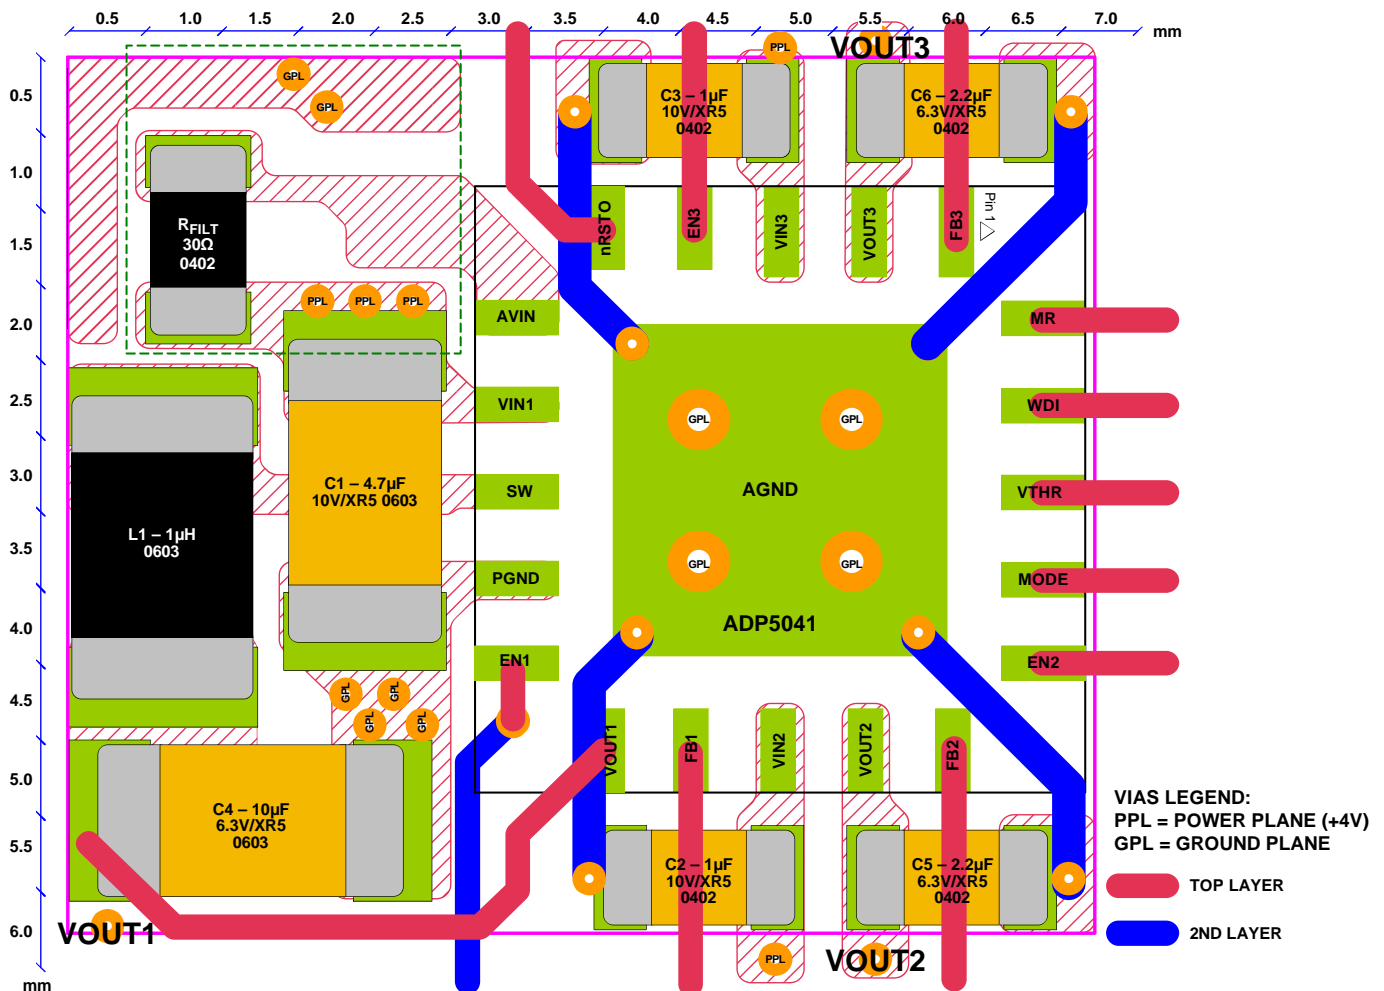 0.5 1.0 1.5 2.0 2.5 3.0 3.5 4.0 4.5 5.0 5.5 6.0 6.5 7.0 mm
VOUT3
PPL
GPL
GPL
0.5
C3 – 1µF
10V/XR5
0402
C6 – 2.2µF
6.3V/XR5
0402
1.0
RFILT
30Ω
0402
1.5
nRSTO
EN3
VIN3
VOUT3
FB3
Pin 1
PPL PPL PPL
2.0
AVIN
MR
2.5
VIN1
WDI
GPL GPL
3.0
C1 – 4.7µF
10V/XR5 0603
SW
AGND
VTHR
3.5
L1 – 1µH
0603
GPL GPL
PGND
MODE
4.0
ADP5041
EN1
EN2
4.5
GPL GPL
GPL GPL
VOUT1
FB1
VIN2
VOUT2
FB2
5.0
C4 – 10µF
6.3V/XR5
0603
5.5
C2 – 1µF
10V/XR5
0402
C5 – 2.2µF
6.3V/XR5
0402
6.0
VOUT1
PPL
VOUT2
mm
VIAS LEGEND:
PPL = POWER PLANE (+4V)
GPL = GROUND PLANE
TOP LAYER
2ND LAYER